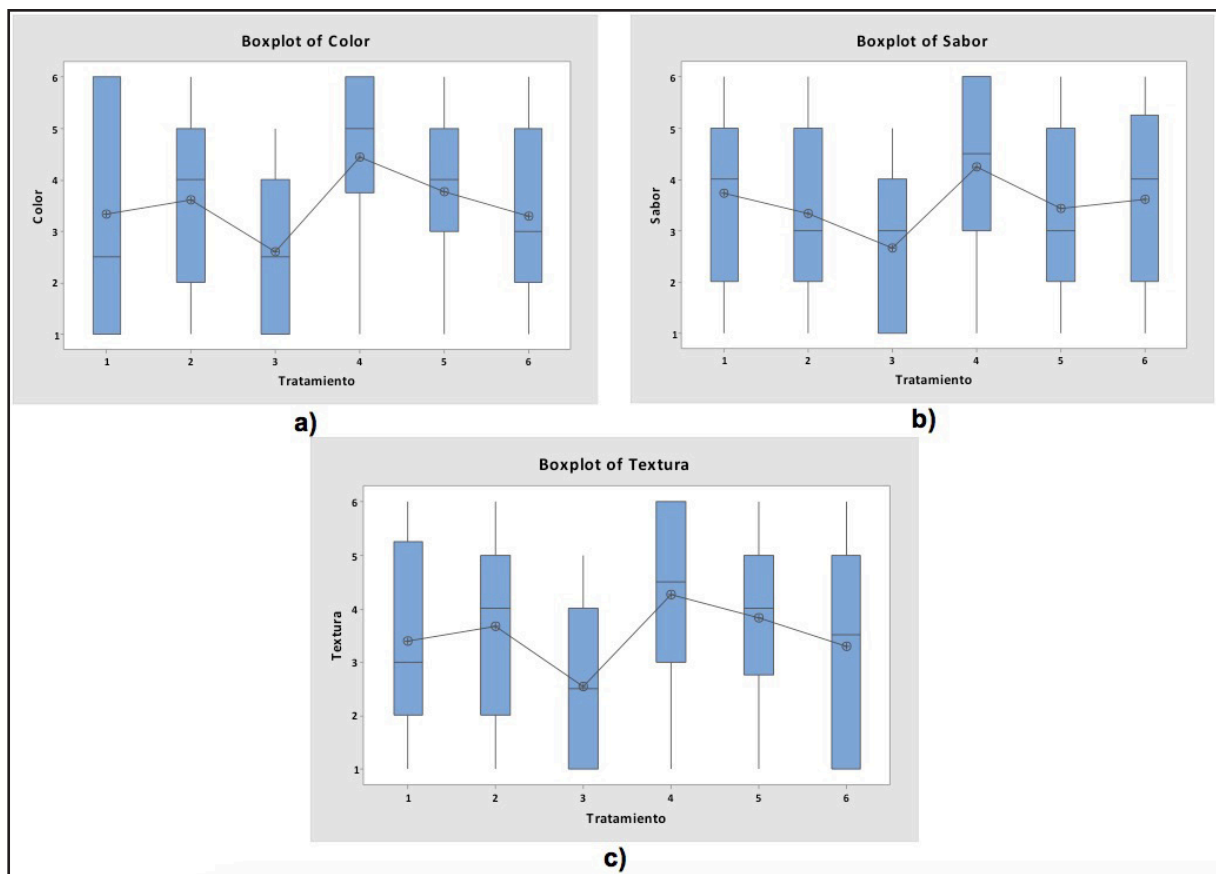 Boxplot of Color
6
5
4
3
2
1
Color
1 2 3 4 5 6
Tratamiento
a)
Boxplot of Sabor
6
5
4
3
2
1
Sabor
1 2 3 4 5 6
Tratamiento
b)
Boxplot of Textura
6
5
4
3
2
1
Textura
1 2 3 4 5 6
Tratamiento
c)